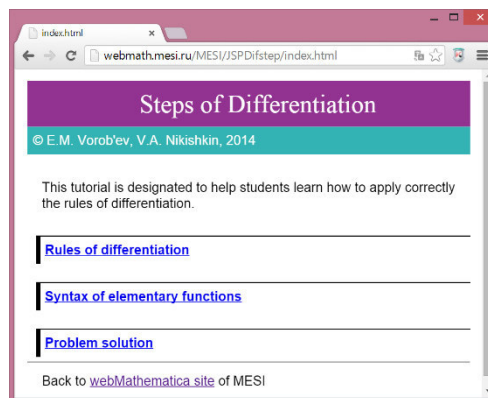 index.html
webmath.mesi.ru/MESI/JSPDifstep/index.html
Steps of Differentiation
© E.M. Vorob'ev, V.A. Nikishkin, 2014
This tutorial is designated to help students learn how to apply correctly
the rules of differentiation.
Rules of differentiation
Syntax of elementary functions
Problem solution
Back to webMathematica site of MESI